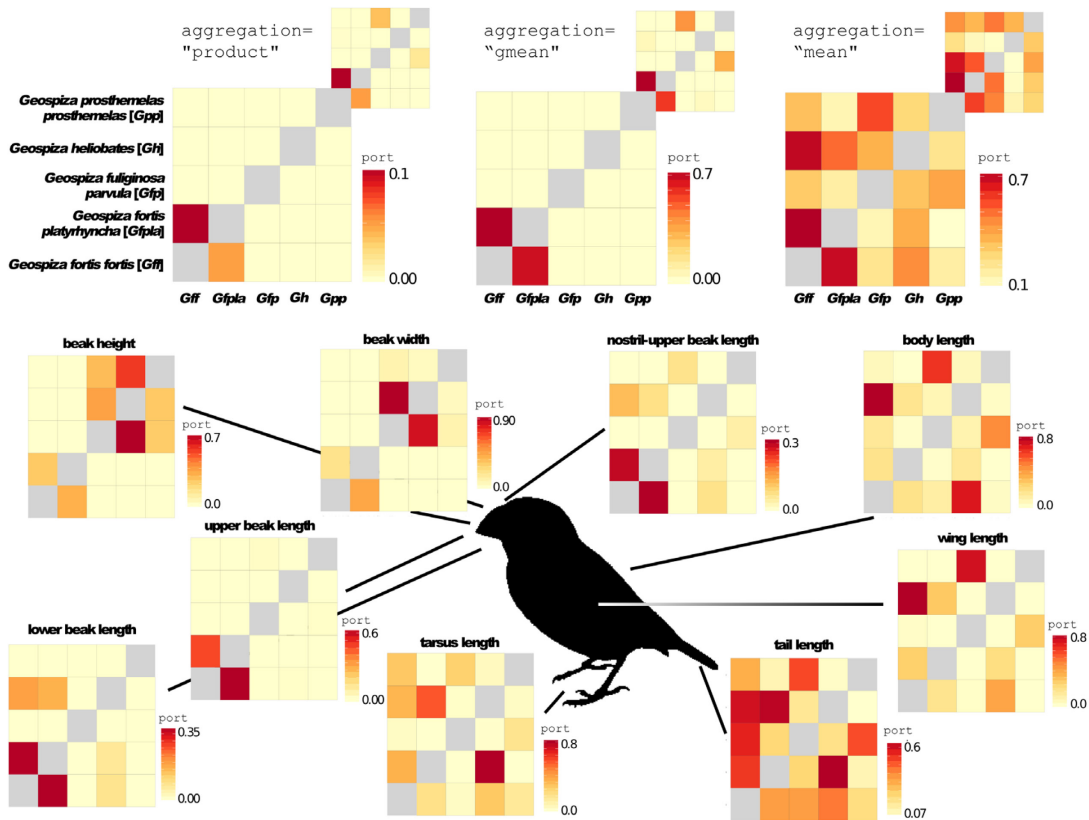 aggregation=
"product"
aggregation=
“gmean"
aggregation=
“mean"
Geospiza prosthemelas
prosthemelas [Gpp]
Geospiza heliobates [Gh]
Geospiza fuliginosa
parvula [Gfp]
Geospiza fortis
platyrhyncha [Gfpla]
Geospiza fortis fortis [Gff]
port
0.1
0.00
port
0.7
0.00
port
0.7
0.1
Gff Gfpla Gfp Gh Gpp
Gff Gfpla Gfp Gh Gpp
Gff Gfpla Gfp Gh Gpp
beak height
port
0.7
0.0
beak width
port
0.90
0.0
nostril-upper beak length
port
0.3
0.0
body length
port
0.8
0.0
upper beak length
port
0.6
0.00
wing length
port
0.8
0.0
lower beak length
port
0.35
0.00
tarsus length
port
0.8
0.0
tail length
port
0.6
0.07